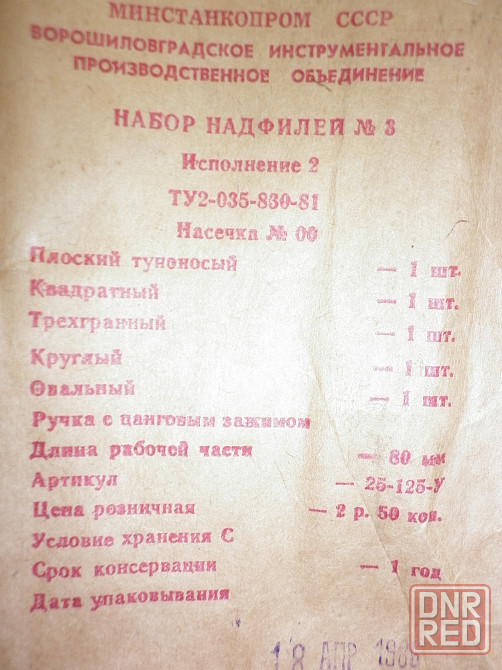 МИНСТАНКОПРОМ СССР
ВОРОШИЛОВГРАДСКОЕ ИНСТРУМЕНТАЛЬНОЕ
ПРОИЗВОДСТВЕННОЕ ОБЪЕДИНЕНИЕ
НАБОР НАДФИЛЕЙ № 3
Исполнение 2
ТУ2-035-830-81
Насечка № 00
Плоский тупоносый — 1 шт.
Квадратный — 1 шт.
Трехгранный — 1 шт.
Круглый — 1 шт.
Овальный — 1 шт.
Ручка с цанговым зажимом
Длина рабочей части — 80 мм
Артикул — 25-125-У
Цена розничная — 2 р. 50 коп.
Условие хранения С
Срок консервации — 1 год
Дата упаковывания
18 АПР
DNR
RED